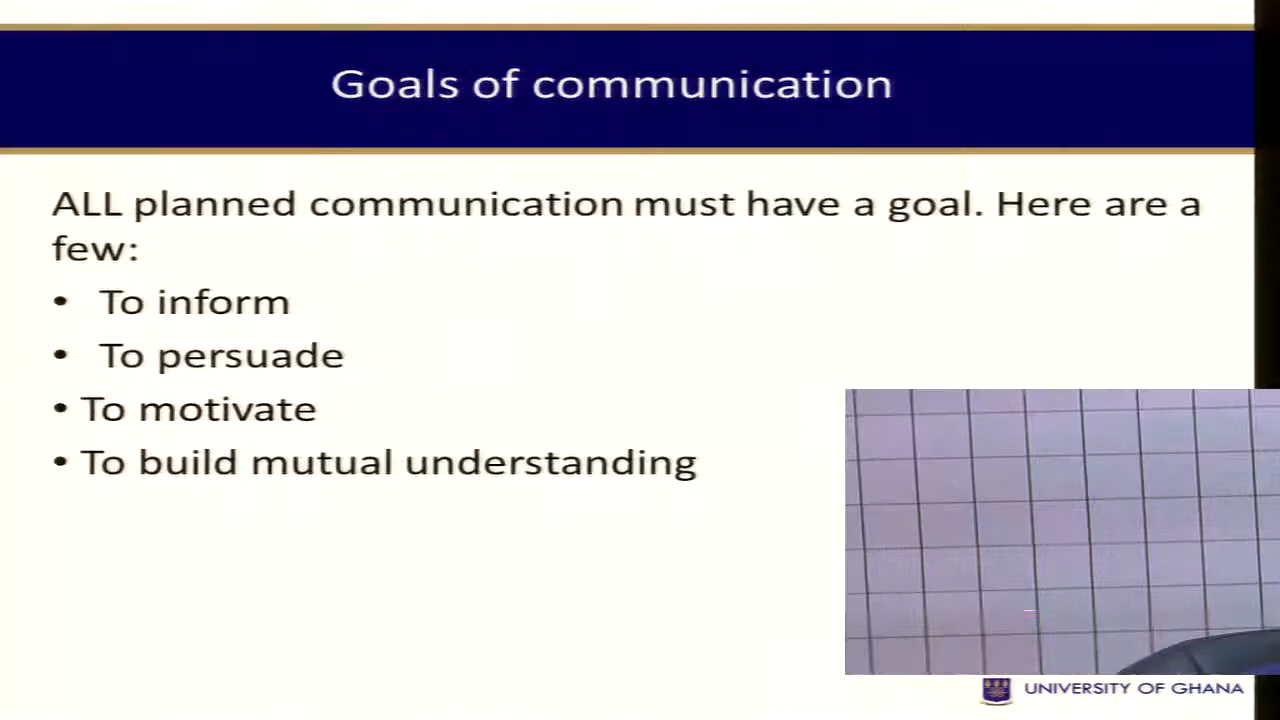 Goals of communication
ALL planned communication must have a goal. Here are a
few:
• To inform
• To persuade
• To motivate
• To build mutual understanding
UNIVERSITY OF GHANA